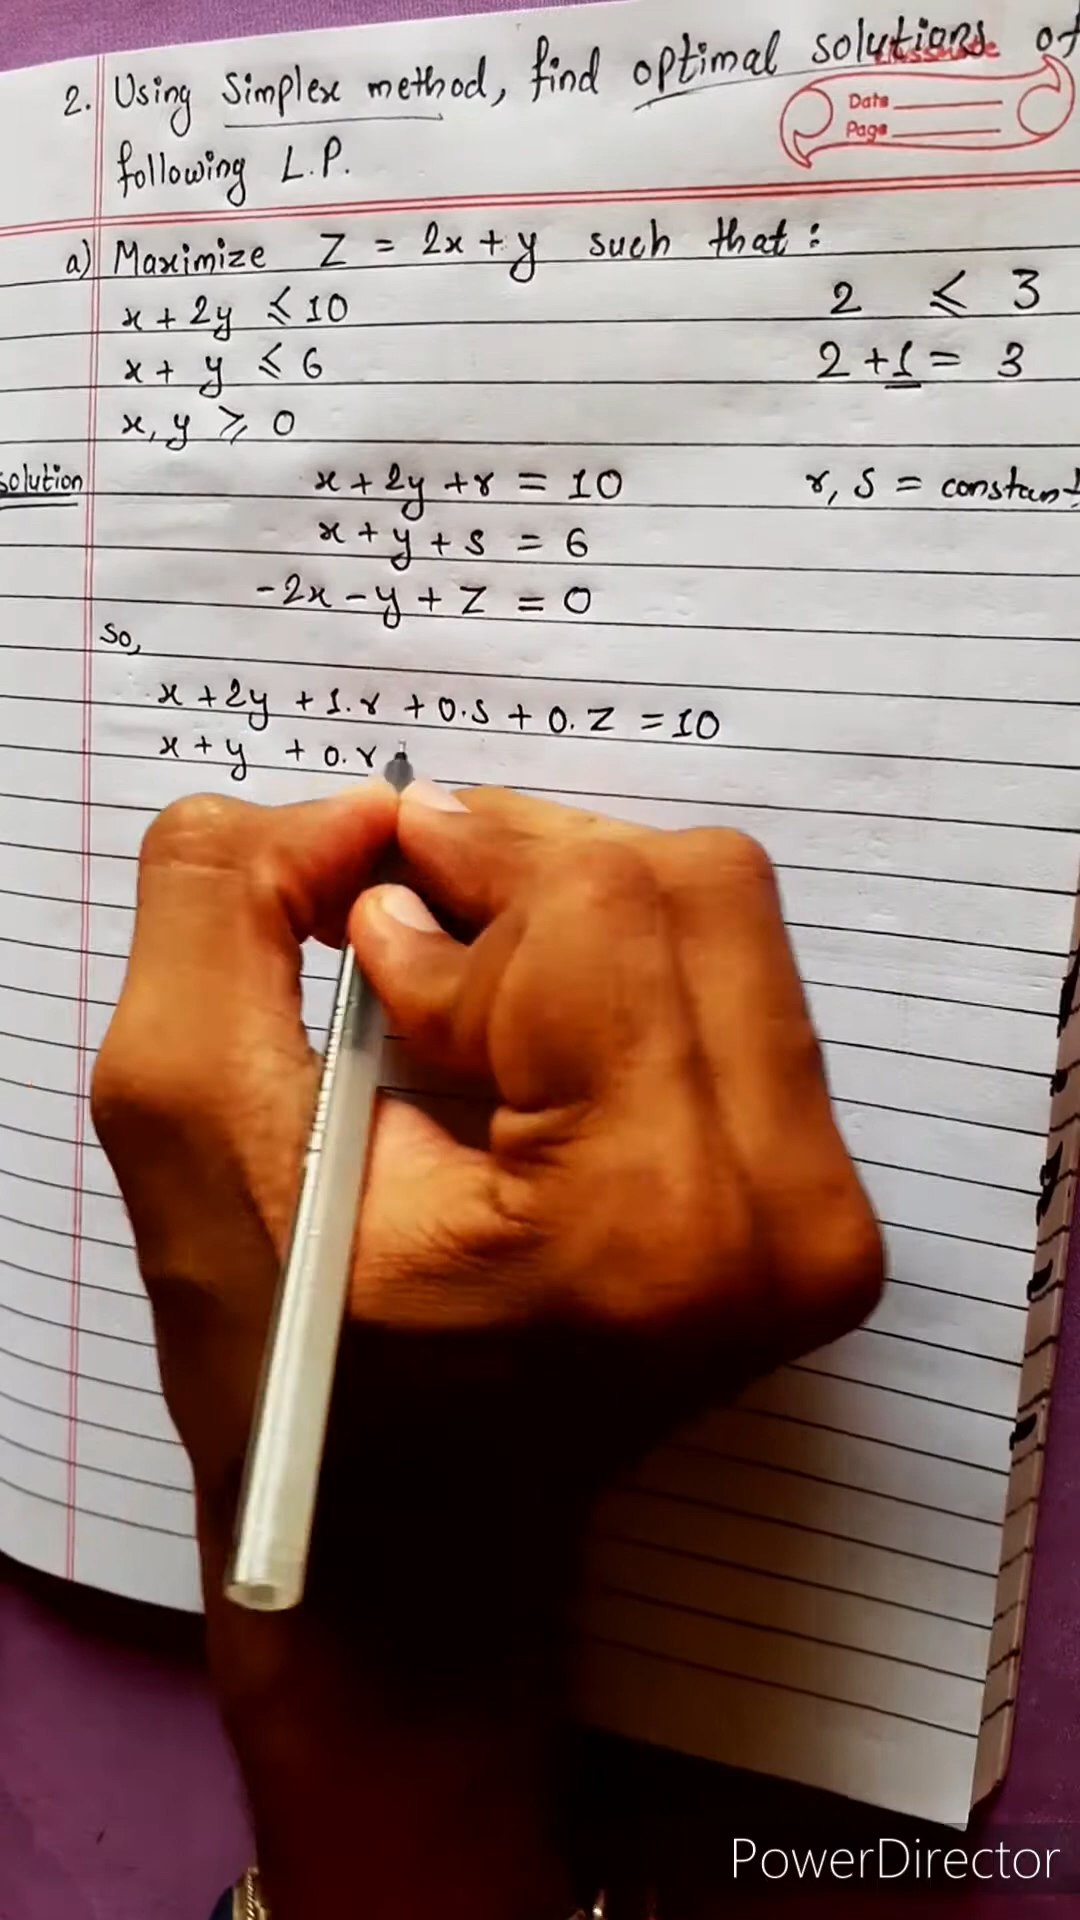 2. Using Simplex method, find optimal solutions of
Date
Page
following L.P.
a) Maximize Z = 2x + y such that :
x + 2y ⩽ 10
x + y ⩽ 6
x, y ⩾ 0
2 ⩽ 3
2 + 1 = 3
solution
x + 2y + r = 10
r, s = constant
x + y + s = 6
-2x - y + Z = 0
So,
x + 2y + 1.r + 0.s + 0.Z = 10
x + y + 0.r
PowerDirector